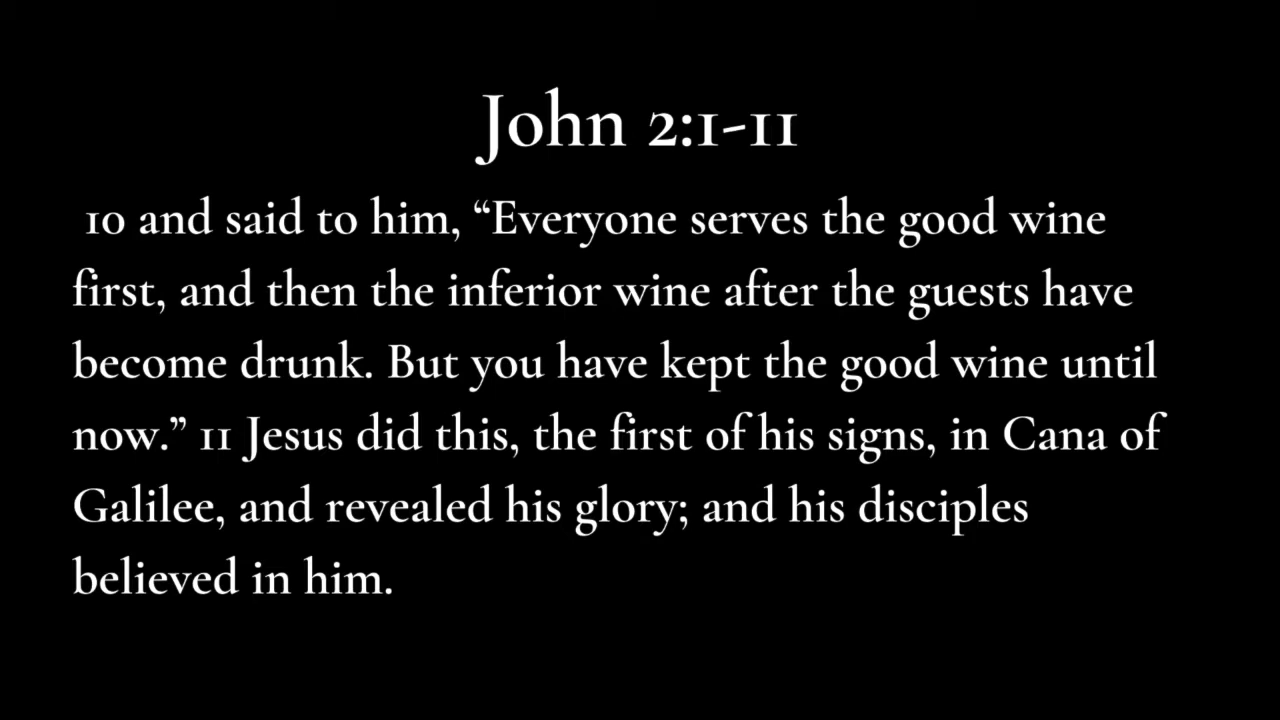 John 2:1-11
10 and said to him, “Everyone serves the good wine
first, and then the inferior wine after the guests have
become drunk. But you have kept the good wine until
now.” 11 Jesus did this, the first of his signs, in Cana of
Galilee, and revealed his glory; and his disciples
believed in him.